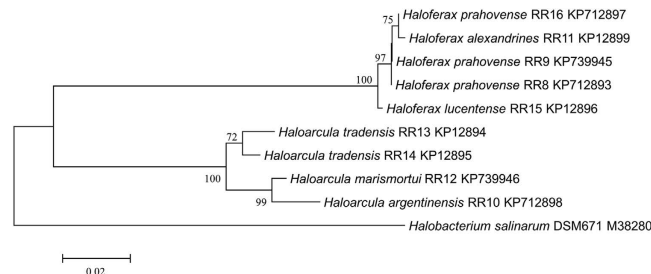 75
Haloferax prahovense RR16 KP712897
Haloferax alexandrines RR11 KP12899
97
Haloferax prahovense RR9 KP739945
100
Haloferax prahovense RR8 KP712893
Haloferax lucentense RR15 KP12896
72
Haloarcula tradensis RR13 KP12894
Haloarcula tradensis RR14 KP12895
100
Haloarcula marismortui RR12 KP739946
99
Haloarcula argentinensis RR10 KP712898
Halobacterium salinarum DSM671 M38280
0.02